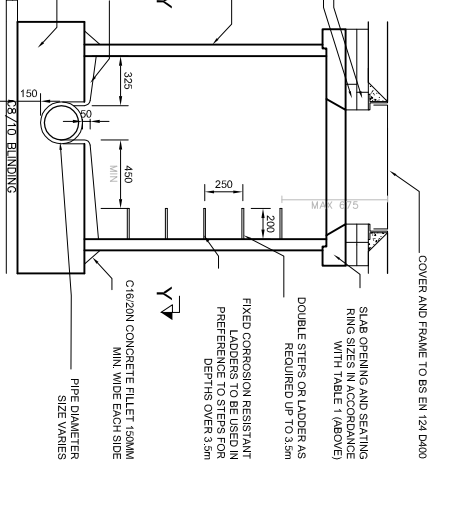 COVER AND FRAME TO BS EN 124 D400
SLAB OPENING AND SEATING
RING SIZES IN ACCORDANCE
WITH TABLE 1 (ABOVE)
DOUBLE STEPS OR LADDER AS
REQUIRED UP TO 3.5m
FIXED CORROSION RESISTANT
LADDERS TO BE USED IN
PREFERENCE TO STEPS FOR
DEPTHS OVER 3.5m
Y
Y
C16/20N CONCRETE FILLET 150MM
MIN. WIDE EACH SIDE
PIPE DIAMETER
SIZE VARIES
MAX 675
200
250
325
450
MIN
50
150
C8/10 BLINDING